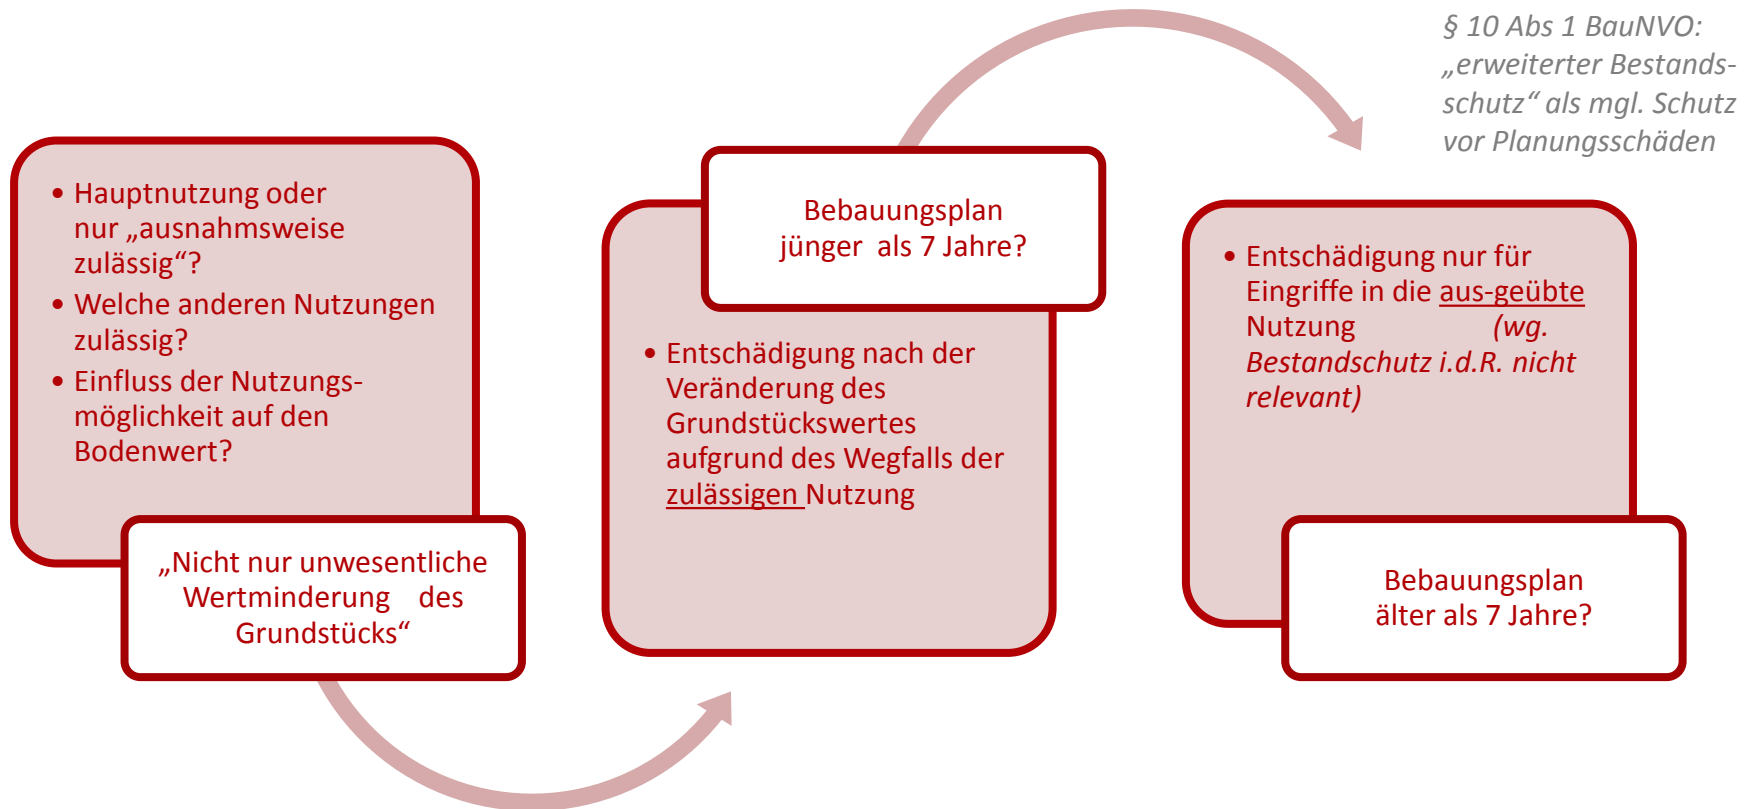 § 10 Abs 1 BauNVO:
„erweiterter Bestands-
schutz“ als mgl. Schutz
vor Planungsschäden
• Hauptnutzung oder
nur „ausnahmsweise
zulässig“?
• Welche anderen Nutzungen
zulässig?
• Einfluss der Nutzungs-
möglichkeit auf den
Bodenwert?
„Nicht nur unwesentliche
Wertminderung des
Grundstücks“
Bebauungsplan
jünger als 7 Jahre?
• Entschädigung nach der
Veränderung des
Grundstückswertes
aufgrund des Wegfalls der
zulässigen Nutzung
• Entschädigung nur für
Eingriffe in die aus-geübte
Nutzung (wg.
Bestandschutz i.d.R. nicht
relevant)
Bebauungsplan
älter als 7 Jahre?